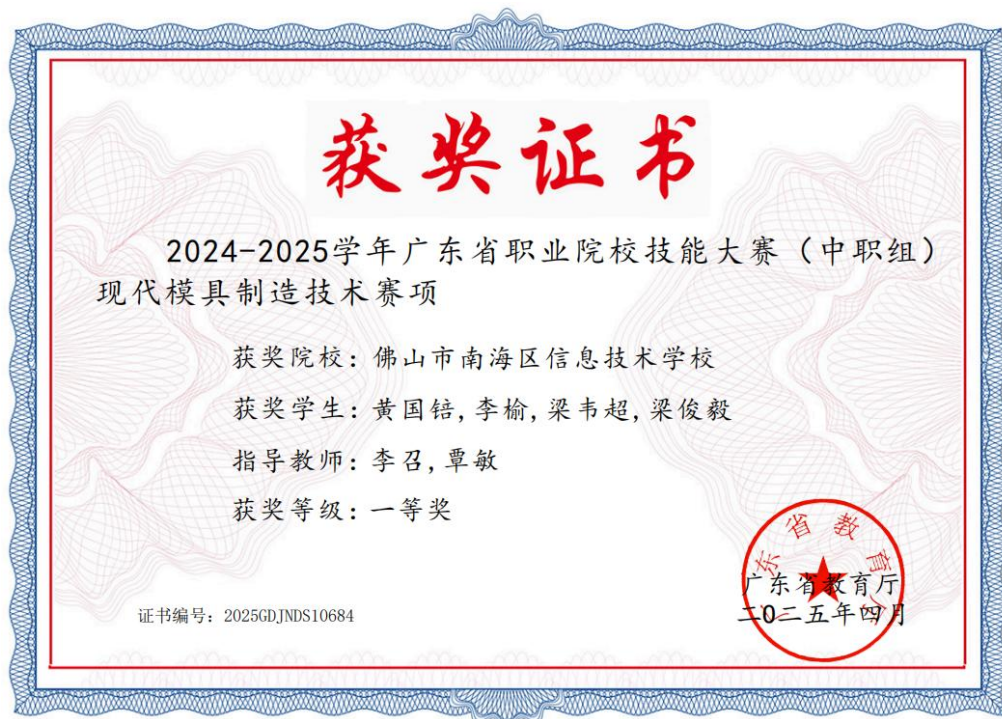 获奖证书
2024-2025学年广东省职业院校技能大赛（中职组）
现代模具制造技术赛项
获奖院校：佛山市南海区信息技术学校
获奖学生：黄国锫,李榆,梁韦超,梁俊毅
指导教师：李召,覃敏
获奖等级：一等奖
广东省教育厅
广东省教育厅
二0二五年四月
证书编号：2025GDJNDS10684